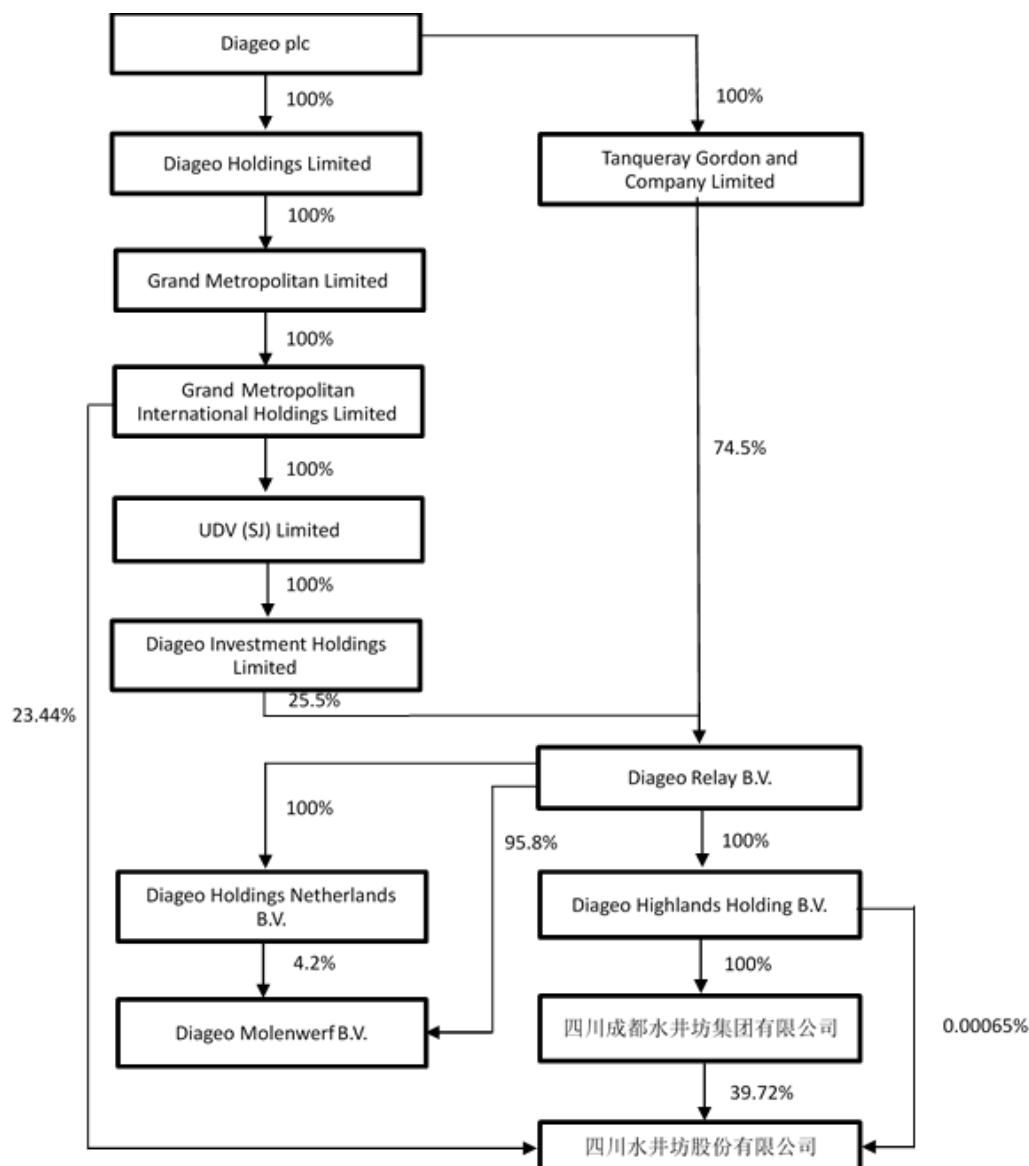 Diageo plc
100%
100%
Diageo Holdings Limited
Tanqueray Gordon and
Company Limited
100%
Grand Metropolitan Limited
100%
Grand Metropolitan
International Holdings Limited
74.5%
100%
UDV (SJ) Limited
100%
Diageo Investment Holdings
Limited
25.5%
23.44%
Diageo Relay B.V.
100%
95.8%
100%
Diageo Holdings Netherlands
B.V.
Diageo Highlands Holding B.V.
4.2%
100%
Diageo Molenwerf B.V.
四川成都水井坊集团有限公司
0.00065%
39.72%
四川水井坊股份有限公司